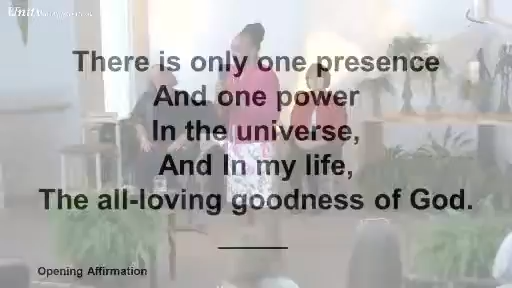 Unity
There is only one presence
And one power
In the universe,
And In my life,
The all-loving goodness of God.
Opening Affirmation